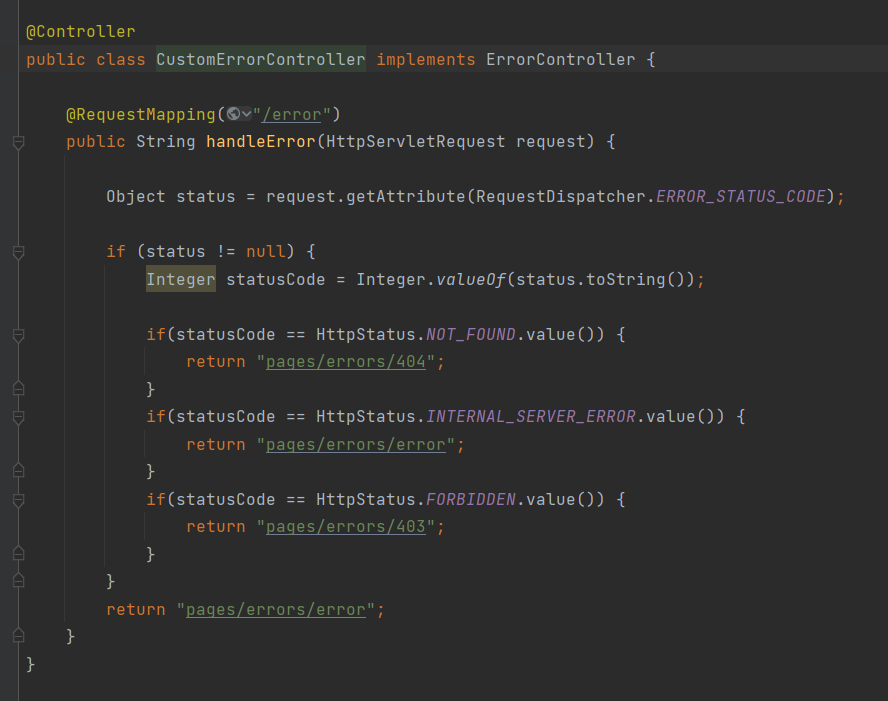 @Controller
public class CustomErrorController implements ErrorController {
@RequestMapping("/error")
public String handleError(HttpServletRequest request) {
Object status = request.getAttribute(RequestDispatcher.ERROR_STATUS_CODE);
if (status != null) {
Integer statusCode = Integer.valueOf(status.toString());
if(statusCode == HttpStatus.NOT_FOUND.value()) {
return "pages/errors/404";
}
if(statusCode == HttpStatus.INTERNAL_SERVER_ERROR.value()) {
return "pages/errors/error";
}
if(statusCode == HttpStatus.FORBIDDEN.value()) {
return "pages/errors/403";
}
}
return "pages/errors/error";
}
}